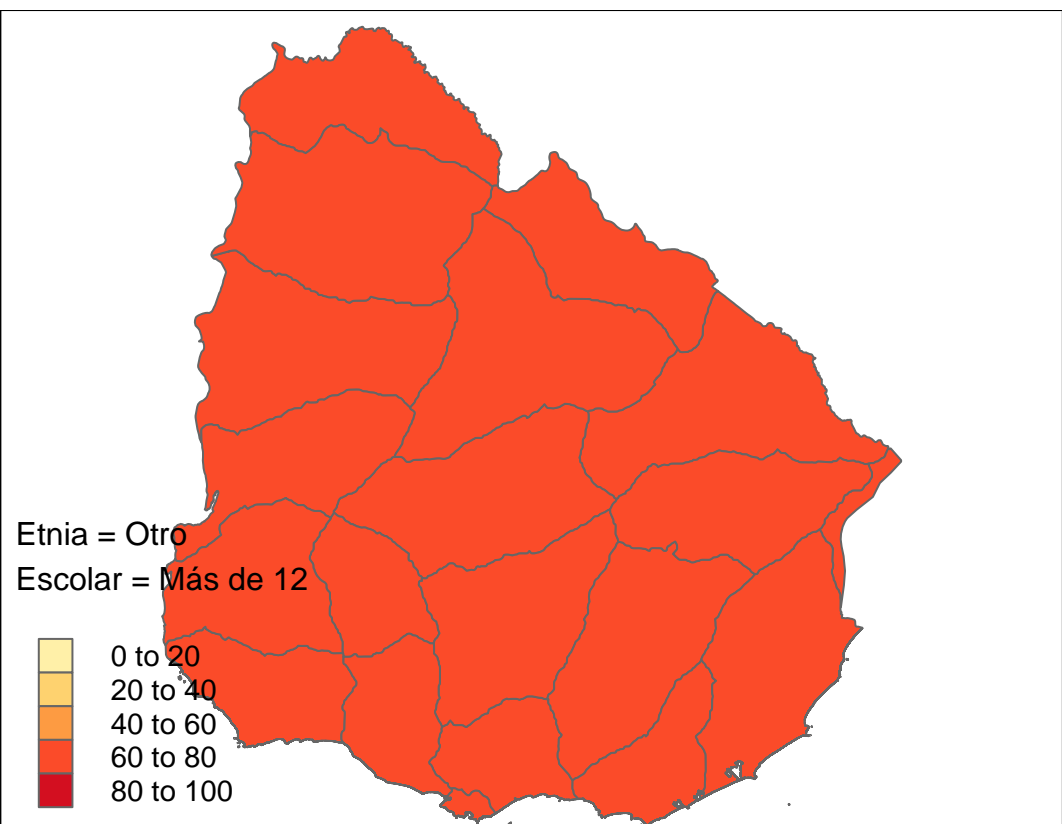 Etnia = Otro
Escolar = Más de 12
0 to 20
20 to 40
40 to 60
60 to 80
80 to 100